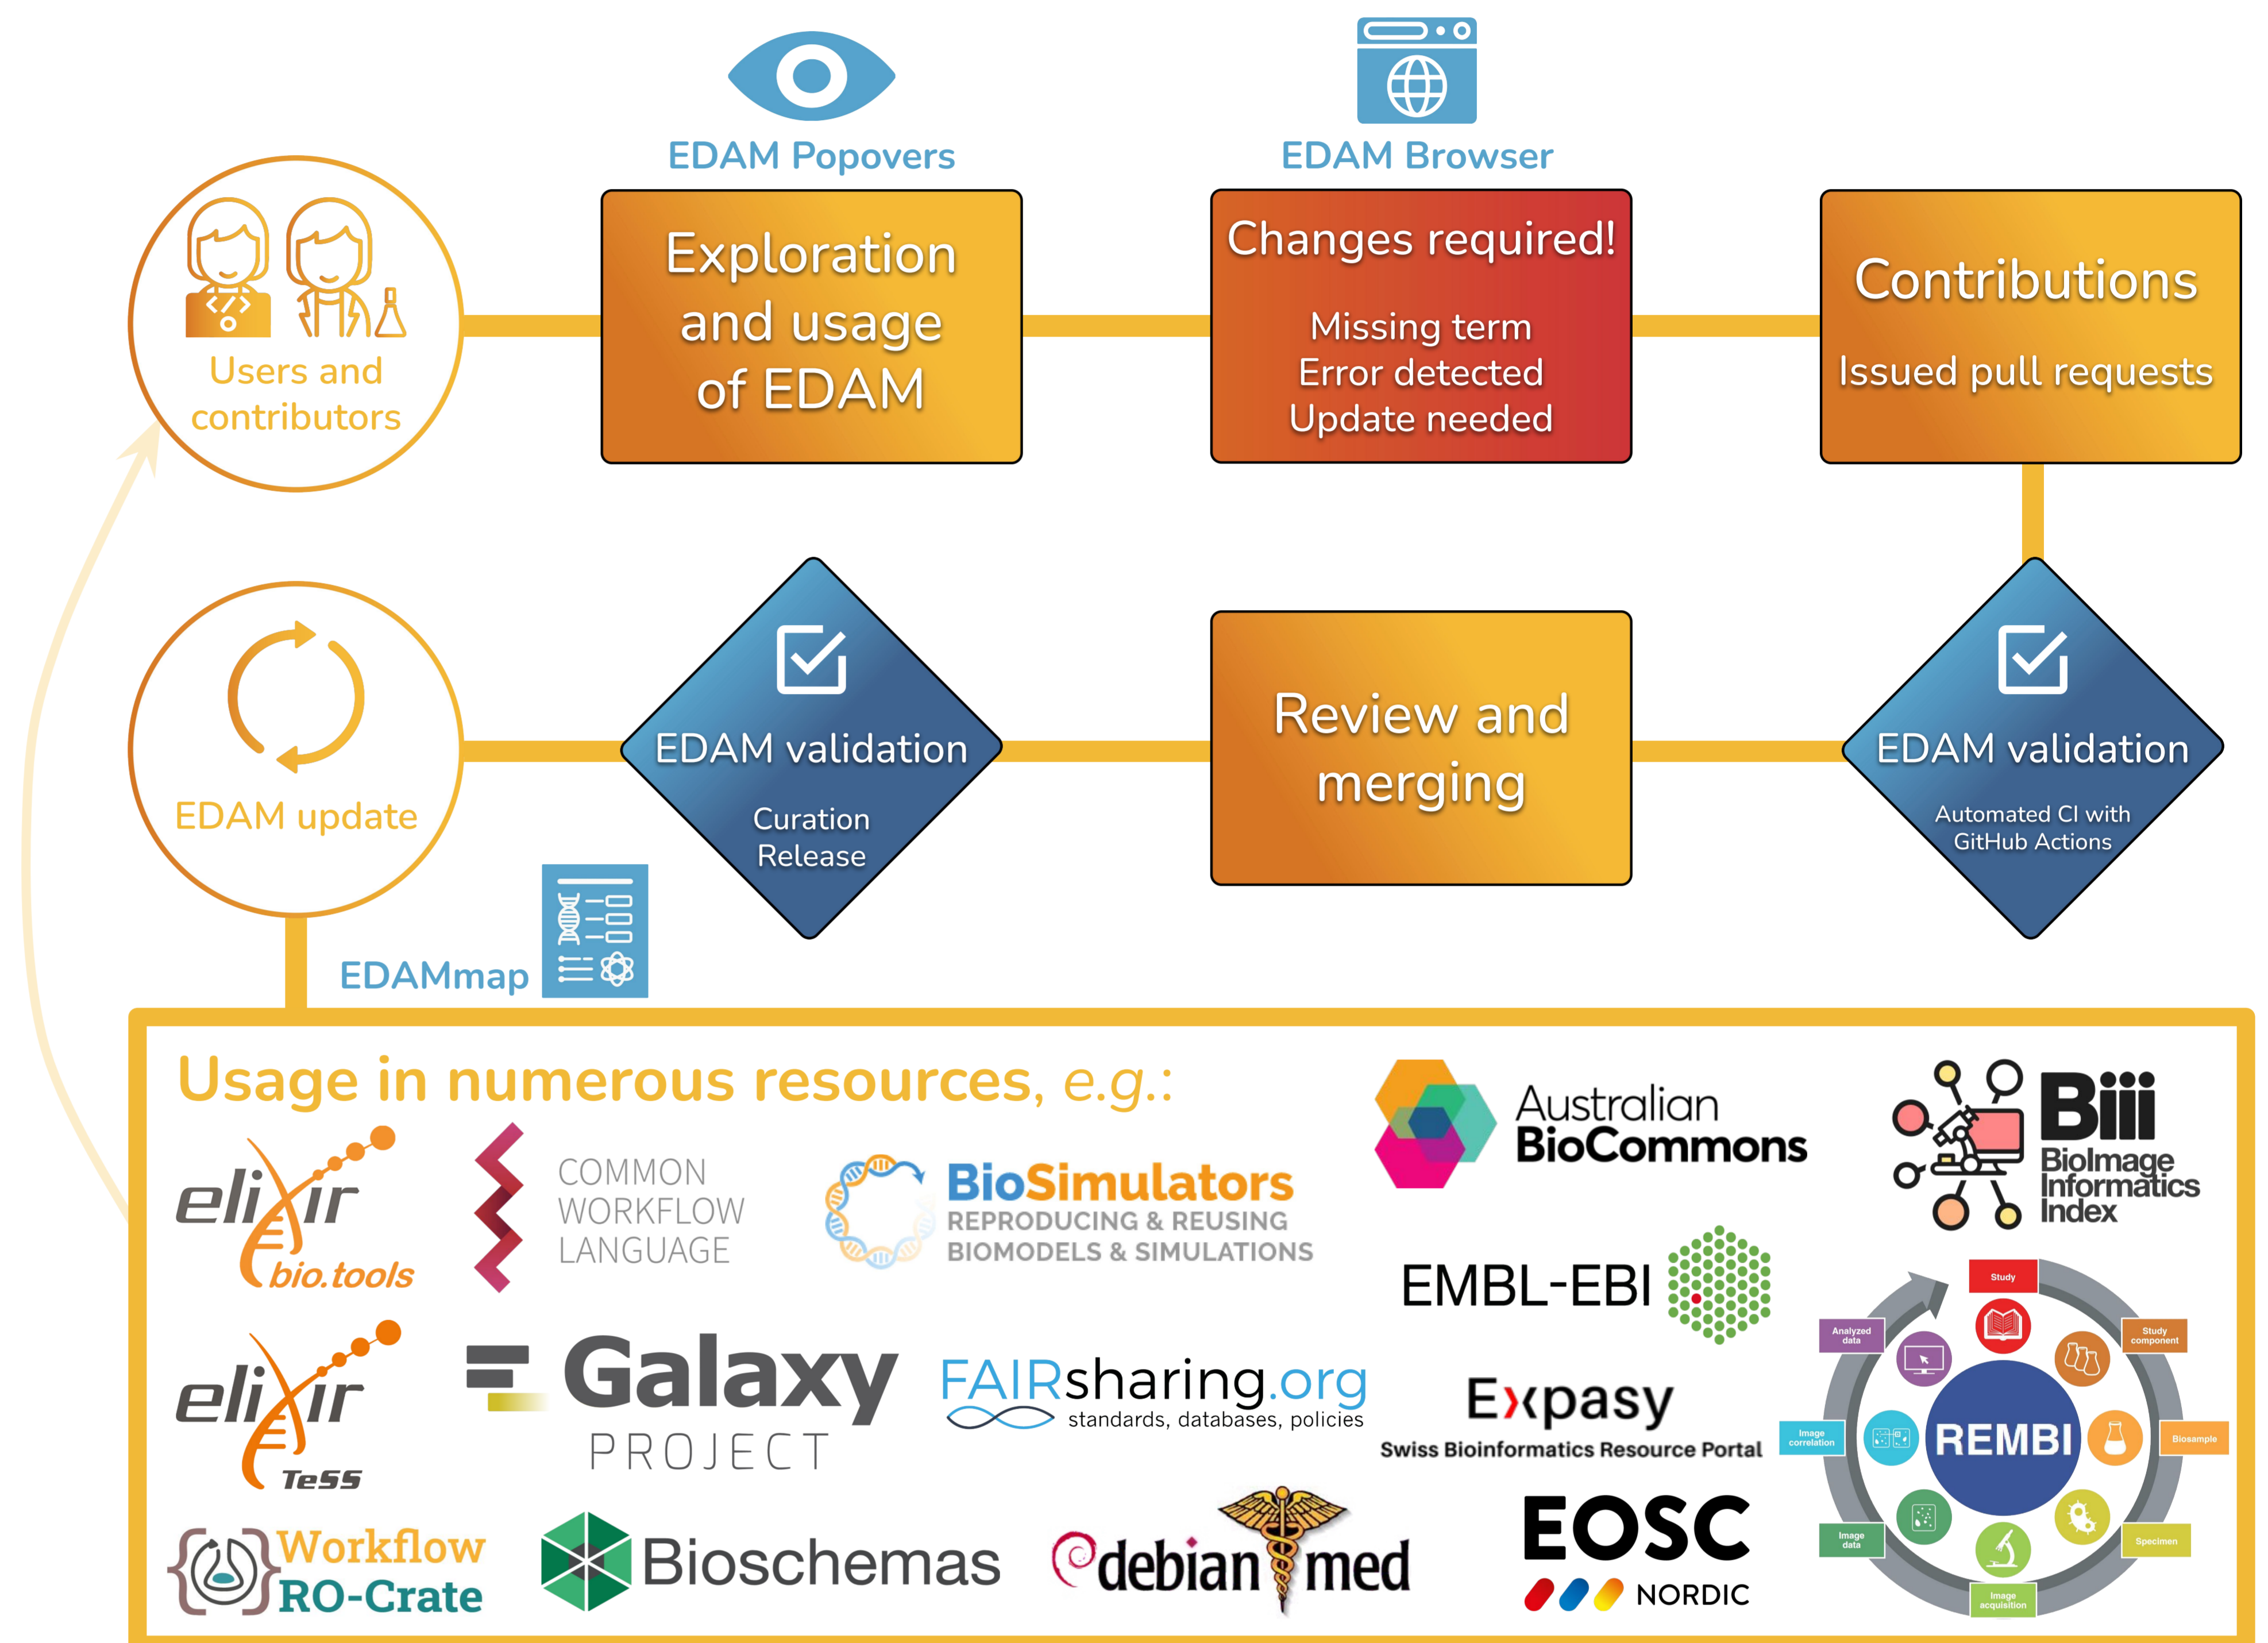 EDAM Popovers
EDAM Browser
Users and
contributors
Exploration
and usage
of EDAM
Changes required!
Missing term
Error detected
Update needed
Contributions
Issued pull requests
EDAM validation
Automated CI with
GitHub Actions
Review and
merging
EDAM validation
Curation
Release
EDAM update
EDAMmap
Usage in numerous resources, e.g.:
elixir
bio.tools
COMMON
WORKFLOW
LANGUAGE
BioSimulators
REPRODUCING & REUSING
BIOMODELS & SIMULATIONS
Australian
BioCommons
Biii
BioImage
Informatics
Index
EMBL-EBI
elixir
TeSS
Galaxy
PROJECT
FAIRsharing.org
standards, databases, policies
Expasy
Swiss Bioinformatics Resource Portal
Workflow
RO-Crate
Bioschemas
debian med
EOSC
NORDIC
REMBI
Study
Study
component
Biosample
Specimen
Image
acquisition
Image
data
Image
correlation
Analyzed
data